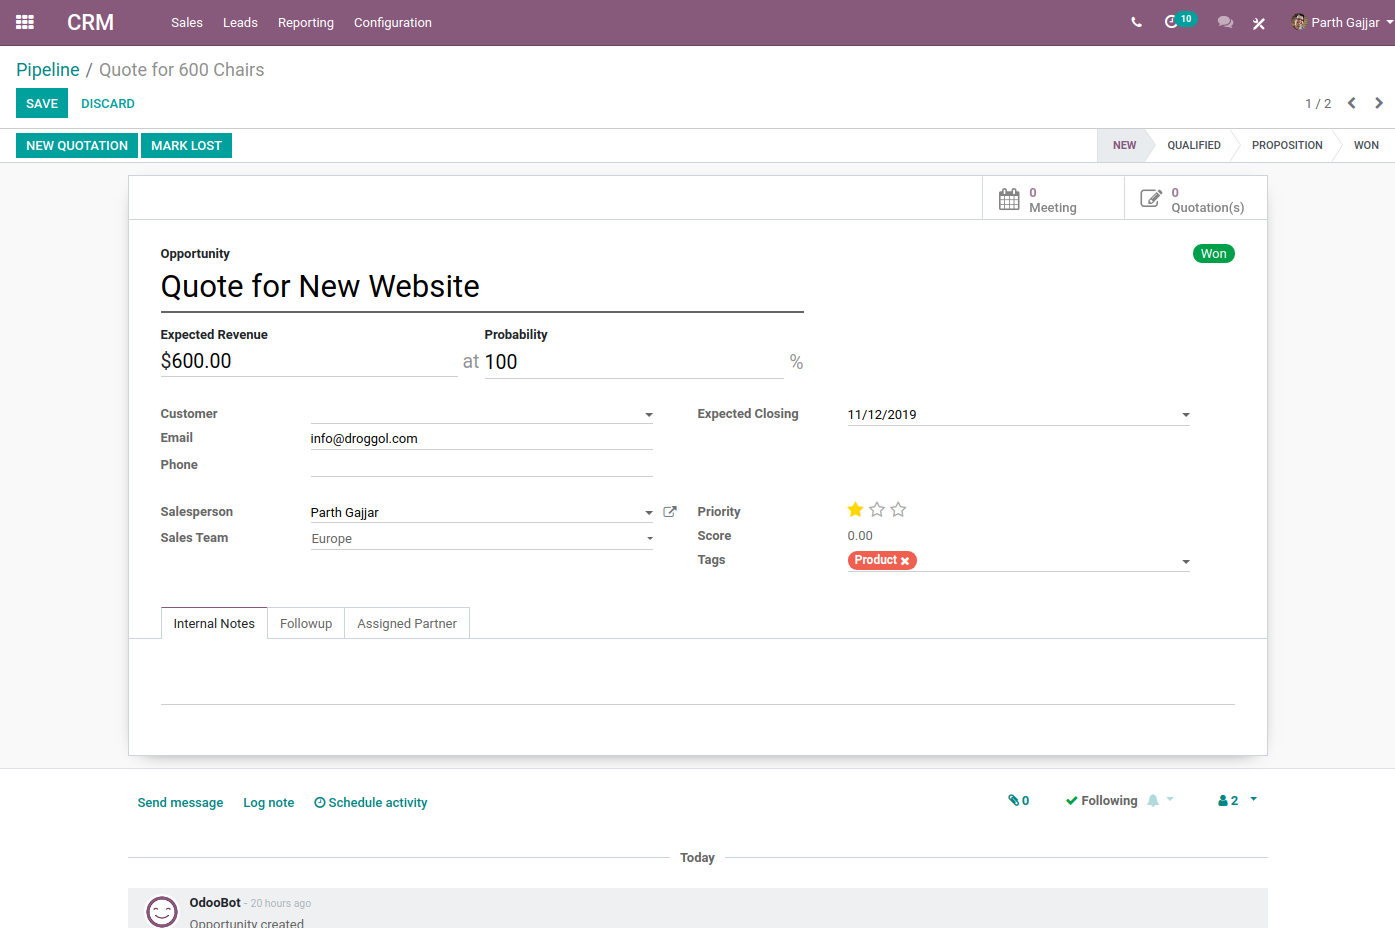 CRM Sales Leads Reporting Configuration 10 Parth Gajjar
Pipeline / Quote for 600 Chairs
SAVE DISCARD 1 / 2
NEW QUOTATION MARK LOST NEW QUALIFIED PROPOSITION WON
0 Meeting
0 Quotation(s)
Opportunity Won
Quote for New Website
Expected Revenue Probability
$600.00 at 100 %
Customer Expected Closing 11/12/2019
Email info@droggol.com
Phone
Salesperson Parth Gajjar Priority
Sales Team Europe Score 0.00
Tags Product
Internal Notes Followup Assigned Partner
Send message Log note Schedule activity 0 Following 2
Today
OdooBot - 20 hours ago
Opportunity created